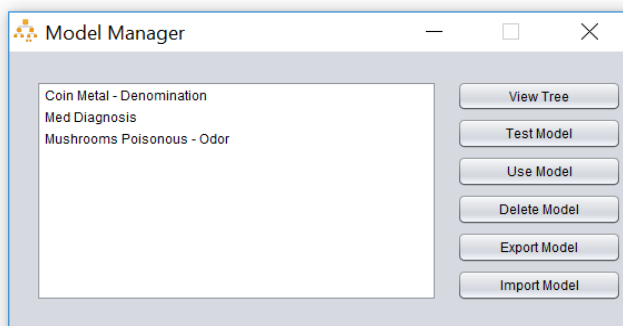 Model Manager
Coin Metal - Denomination
Med Diagnosis
Mushrooms Poisonous - Odor
View Tree
Test Model
Use Model
Delete Model
Export Model
Import Model